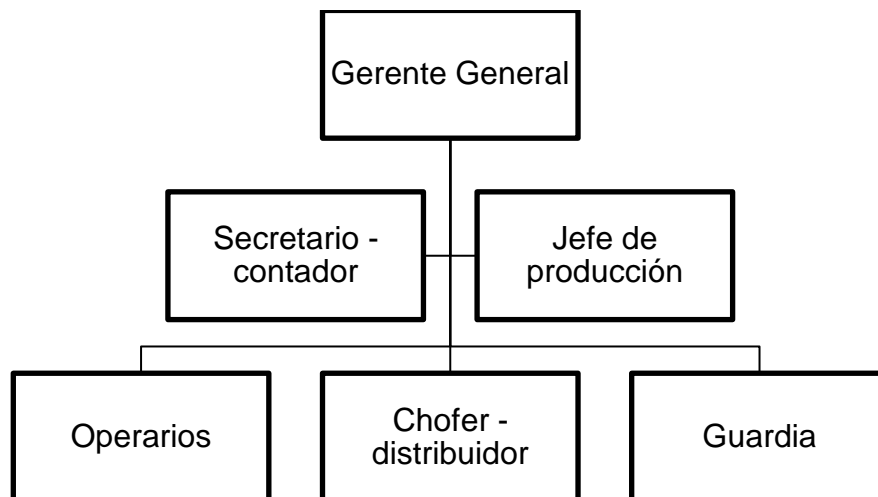 Gerente General
Secretario -
contador
Jefe de
producción
Operarios
Chofer -
distribuidor
Guardia